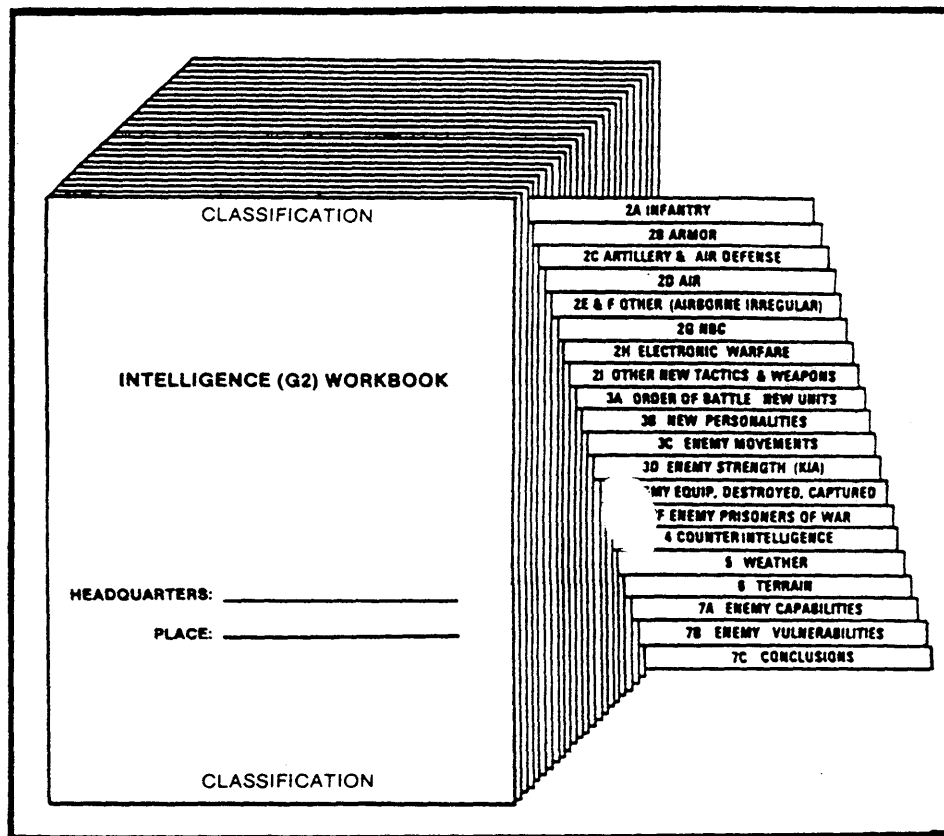 CLASSIFICATION
INTELLIGENCE (G2) WORKBOOK
HEADQUARTERS:
PLACE:
CLASSIFICATION
2A INFANTRY
2B ARMOR
2C ARTILLERY & AIR DEFENSE
2D AIR
2E & F OTHER (AIRBORNE IRREGULAR)
2G NBC
2H ELECTRONIC WARFARE
2I OTHER NEW TACTICS & WEAPONS
3A ORDER OF BATTLE NEW UNITS
3B NEW PERSONALITIES
3C ENEMY MOVEMENTS
3D ENEMY STRENGTH (KIA)
EQUIP, DESTROYED, CAPTURED
ENEMY PRISONERS OF WAR
4 COUNTERINTELLIGENCE
5 WEATHER
6 TERRAIN
7A ENEMY CAPABILITIES
7B ENEMY VULNERABILITIES
7C CONCLUSIONS